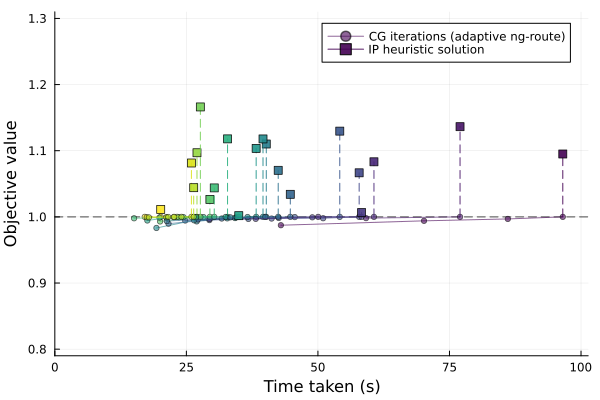 1.3
1.2
1.1
1.0
0.9
0.8
Objective value
CG iterations (adaptive ng-route)
IP heuristic solution
0 25 50 75 100
Time taken (s)